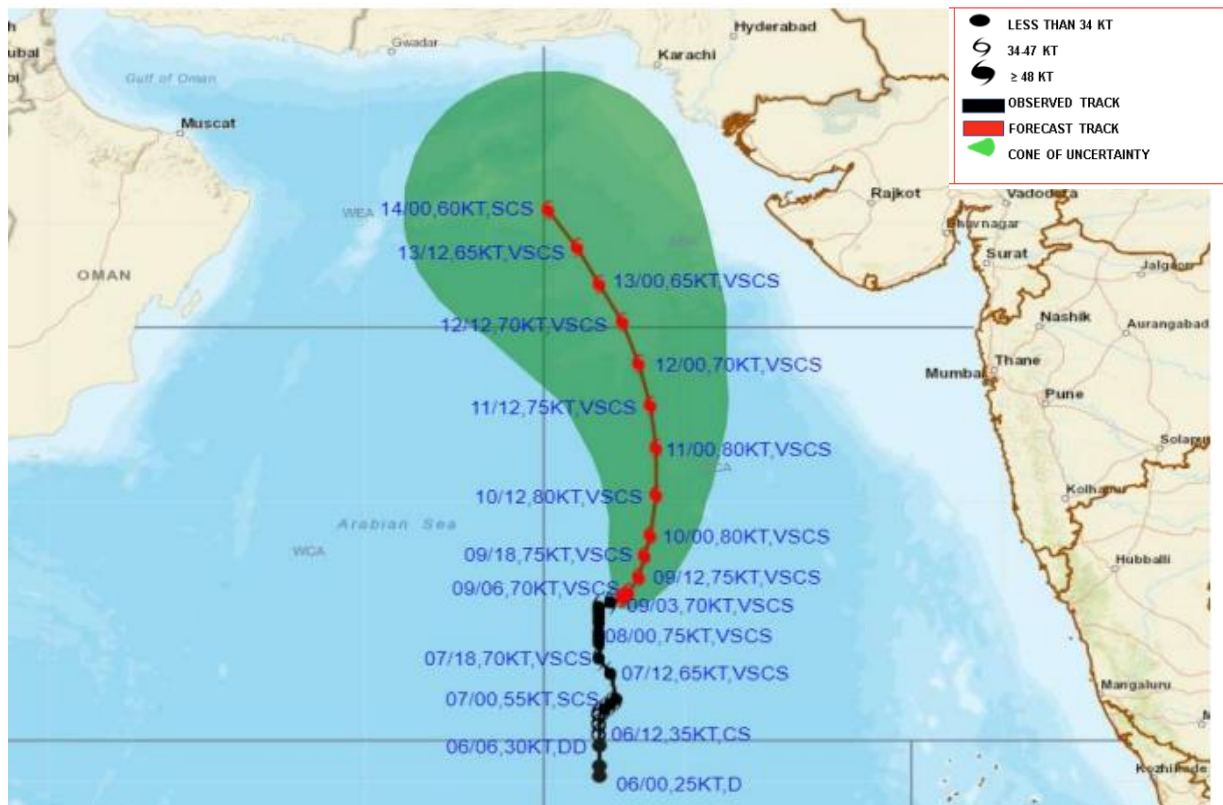 LESS THAN 34 KT
34-47 KT
≥ 48 KT
OBSERVED TRACK
FORECAST TRACK
CONE OF UNCERTAINTY
Hyderabad
Gwadar
Karachi
ubai
Gulf of Oman
Muscat
Rajkot
Vadodara
Bhavnagar
WEA
14/00,60KT,SCS
13/12,65KT,VSCS
Surat
OMAN
Jalgaon
13/00,65KT,VSCS
12/12,70KT,VSCS
Nashik
Aurangabad
Thane
12/00,70KT,VSCS
Mumbai
Pune
11/12,75KT,VSCS
Solapur
11/00,80KT,VSCS
10/12,80KT,VSCS
Kolhapur
Arabian Sea
10/00,80KT,VSCS
WCA
09/18,75KT,VSCS
Hubballi
09/12,75KT,VSCS
09/06,70KT,VSCS
09/03,70KT,VSCS
08/00,75KT,VSCS
07/18,70KT,VSCS
07/12,65KT,VSCS
Mangaluru
07/00,55KT,SCS
06/12,35KT,CS
06/06,30KT,DD
Kozhikode
06/00,25KT,D